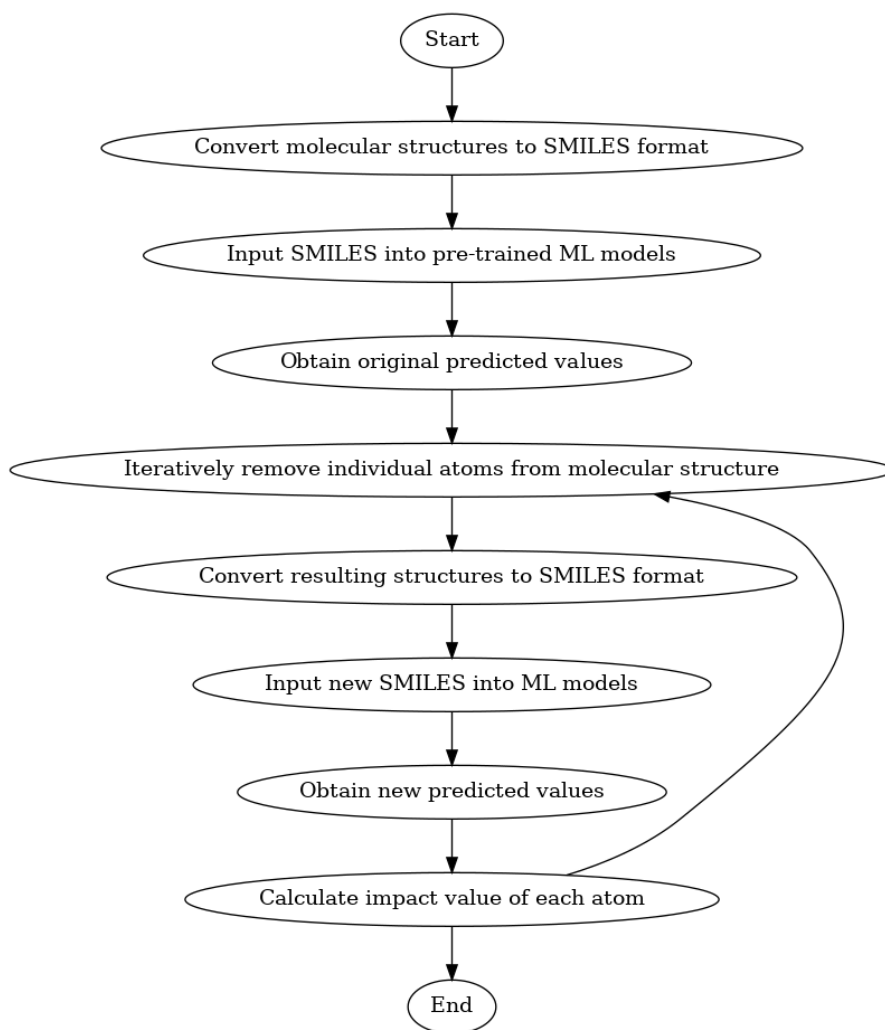 Start
Convert molecular structures to SMILES format
Input SMILES into pre-trained ML models
Obtain original predicted values
Iteratively remove individual atoms from molecular structure
Convert resulting structures to SMILES format
Input new SMILES into ML models
Obtain new predicted values
Calculate impact value of each atom
End